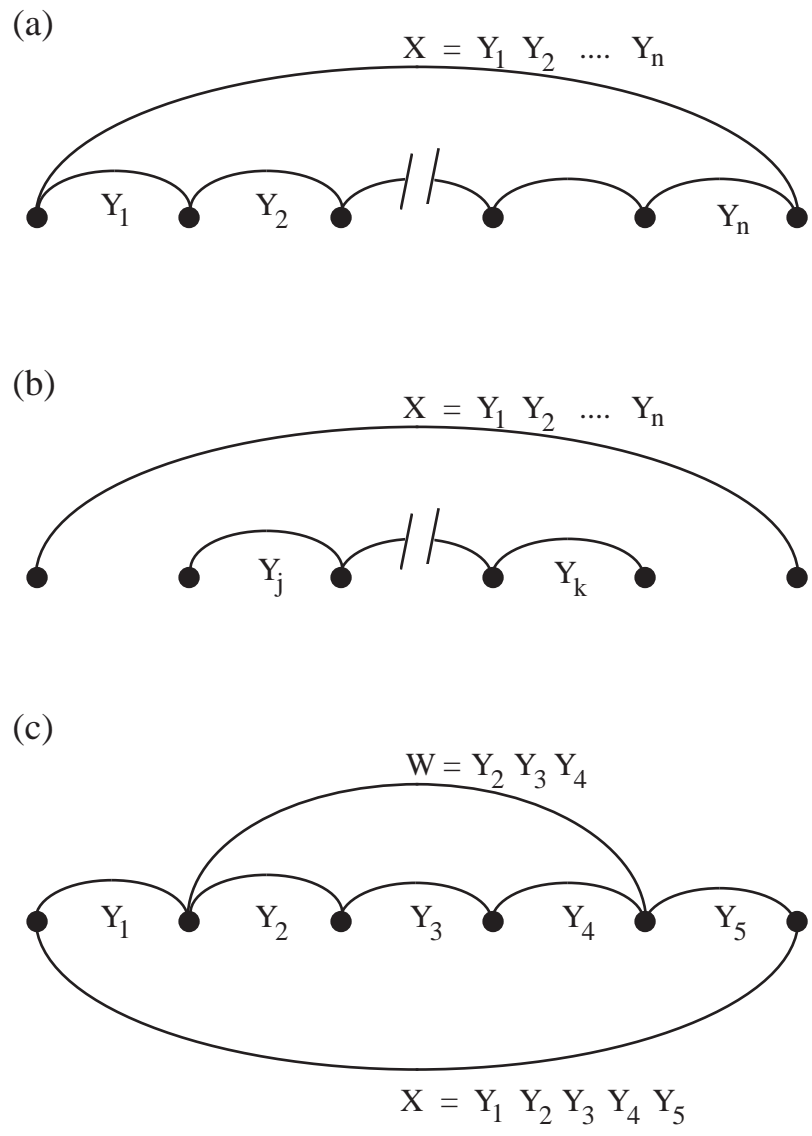 (a)
X = Y₁ Y₂ .... Yₙ
Y₁ Y₂ Yₙ
(b)
X = Y₁ Y₂ .... Yₙ
Yⱼ Yₖ
(c)
W = Y₂ Y₃ Y₄
Y₁ Y₂ Y₃ Y₄ Y₅
X = Y₁ Y₂ Y₃ Y₄ Y₅